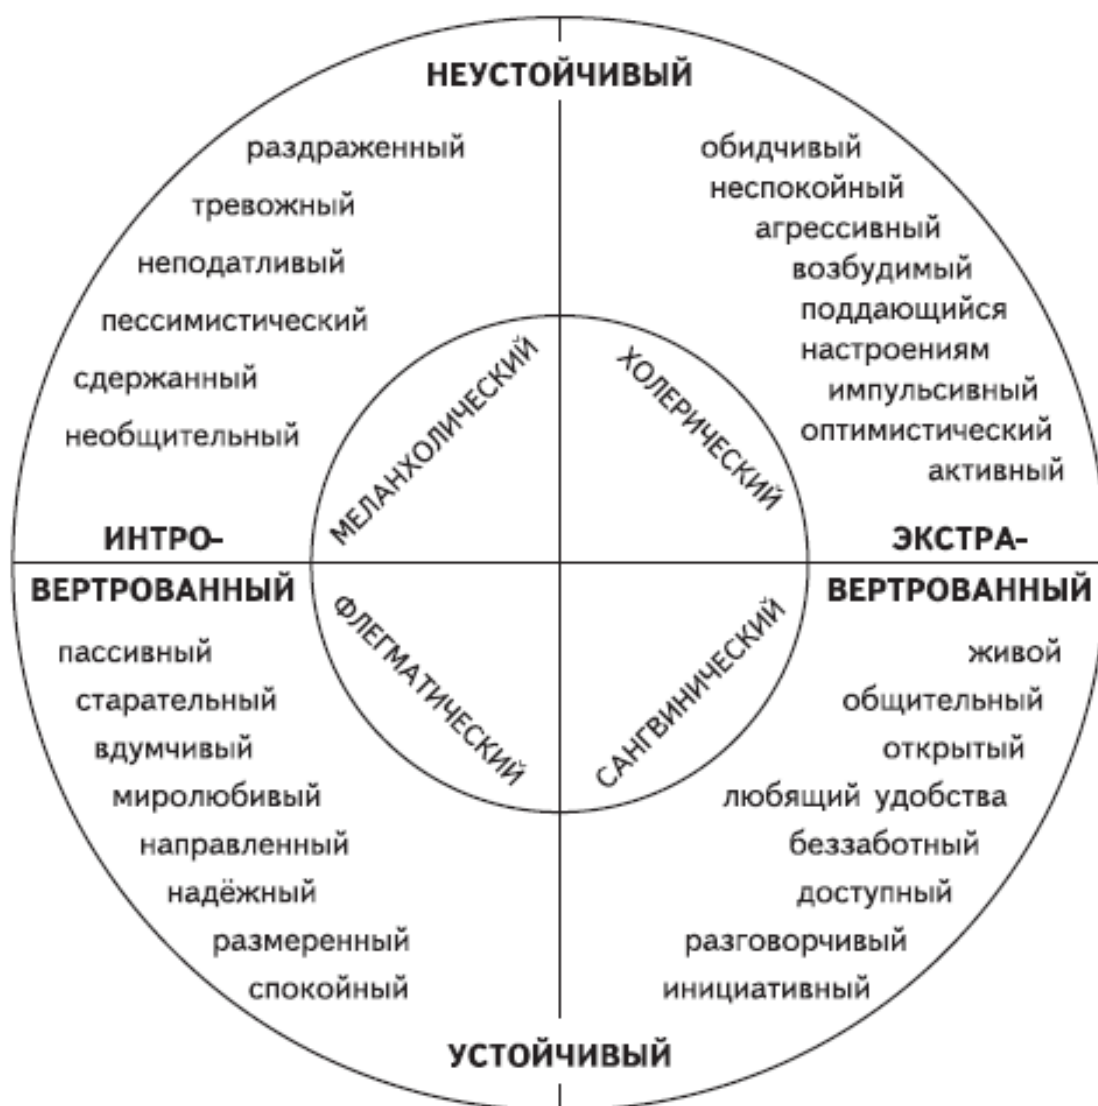 НЕУСТОЙЧИВЫЙ
раздраженный
тревожный
неподатливый
пессимистический
сдержанный
необщительный
обидчивый
неспокойный
агрессивный
возбудимый
поддающийся
настроениям
импульсивный
оптимистический
активный
МЕЛАНХОЛИЧЕСКИЙ
ХОЛЕРИЧЕСКИЙ
ИНТРО-
ВЕРТРОВАННЫЙ
ЭКСТРА-
ВЕРТРОВАННЫЙ
ФЛЕГМАТИЧЕСКИЙ
САНГВИНИЧЕСКИЙ
пассивный
старательный
вдумчивый
миролюбивый
направленный
надёжный
размеренный
спокойный
живой
общительный
открытый
любящий удобства
беззаботный
доступный
разговорчивый
инициативный
УСТОЙЧИВЫЙ